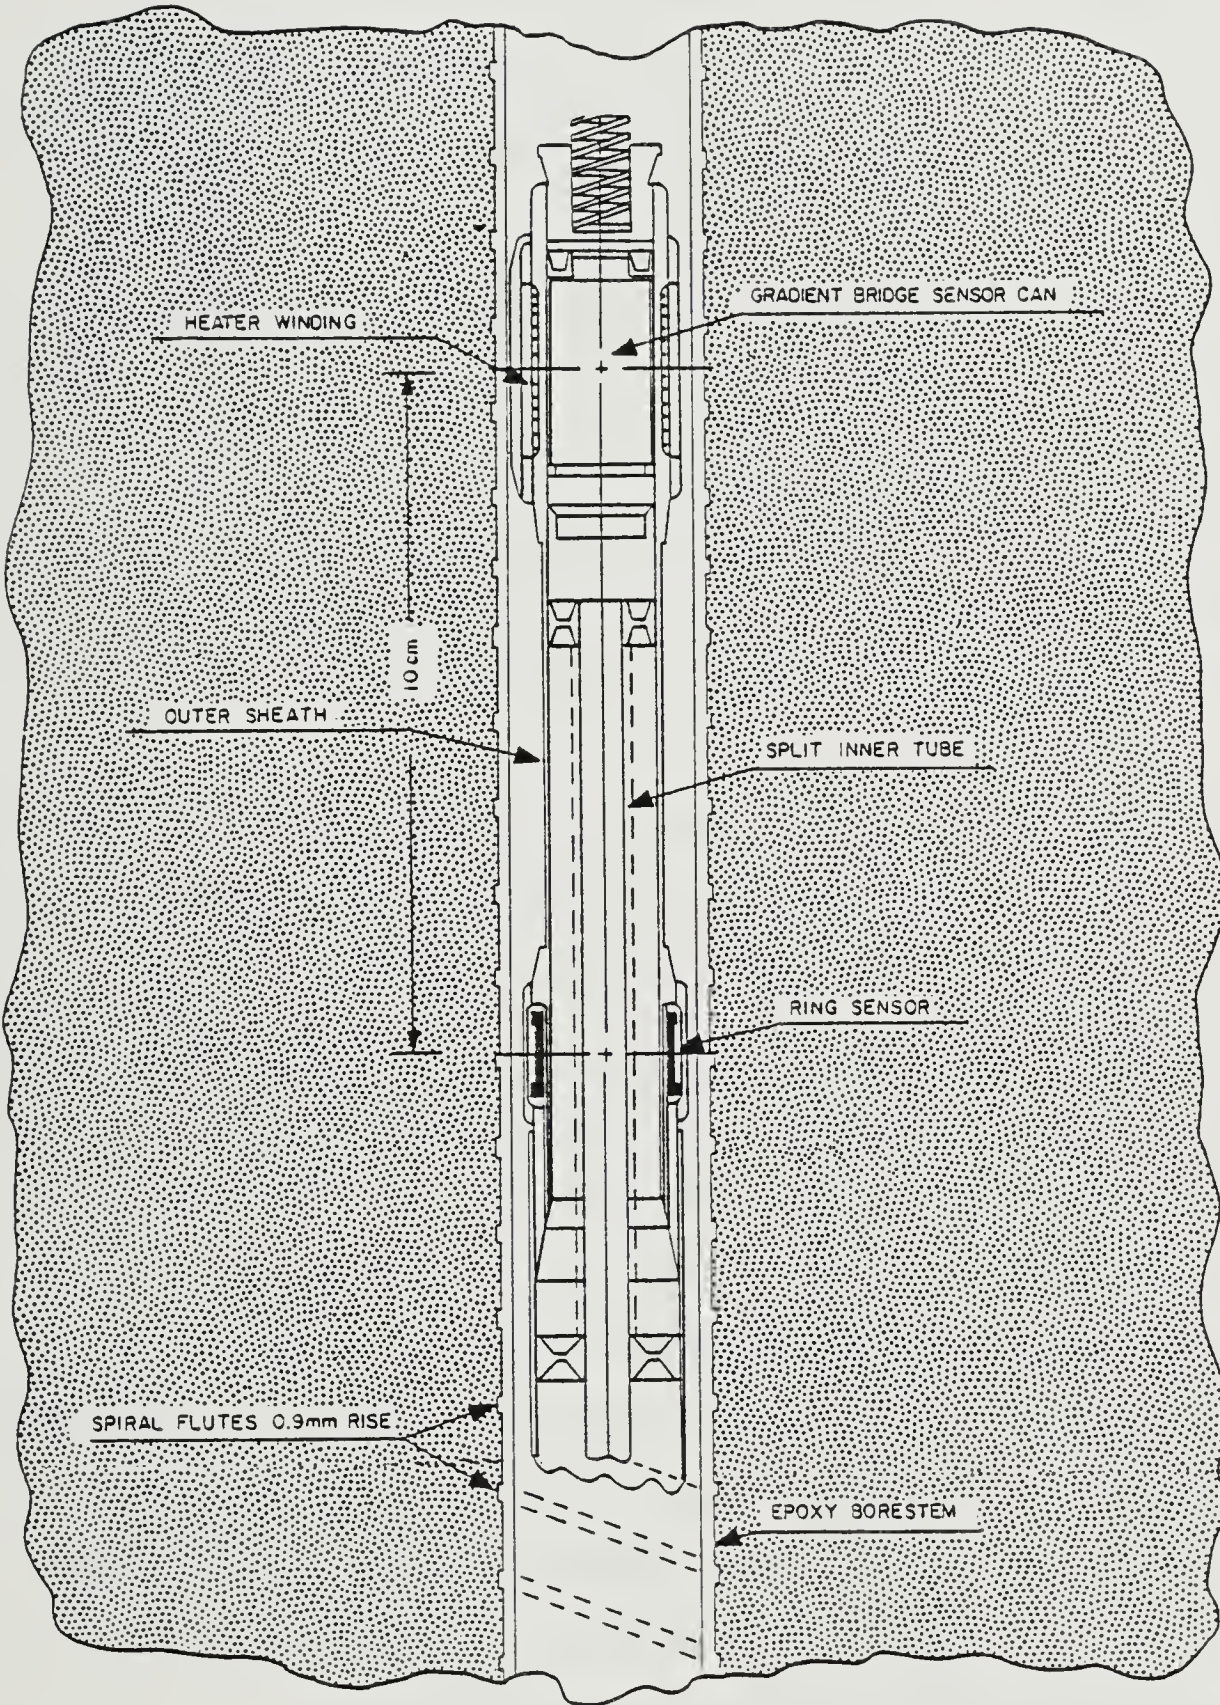 GRADIENT BRIDGE SENSOR CAN
HEATER WINDING
10cm
OUTER SHEATH
SPLIT INNER TUBE
RING SENSOR
SPIRAL FLUTES 0.9mm RISE
EPOXY BORESTEM